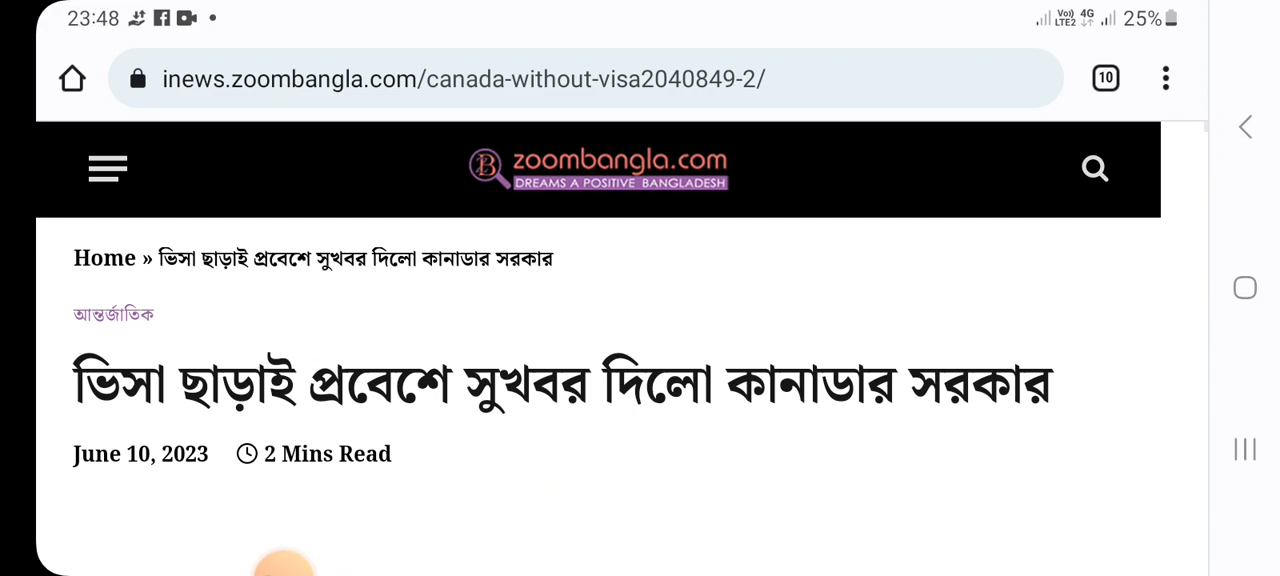 23:48 Vo)) LTE2 4G 25%
inews.zoombangla.com/canada-without-visa2040849-2/ 10
zoombangla.com
DREAMS A POSITIVE BANGLADESH
Home » ভিসা ছাড়াই প্রবেশে সুখবর দিলো কানাডার সরকার
আন্তর্জাতিক
ভিসা ছাড়াই প্রবেশে সুখবর দিলো কানাডার সরকার
June 10, 2023 2 Mins Read